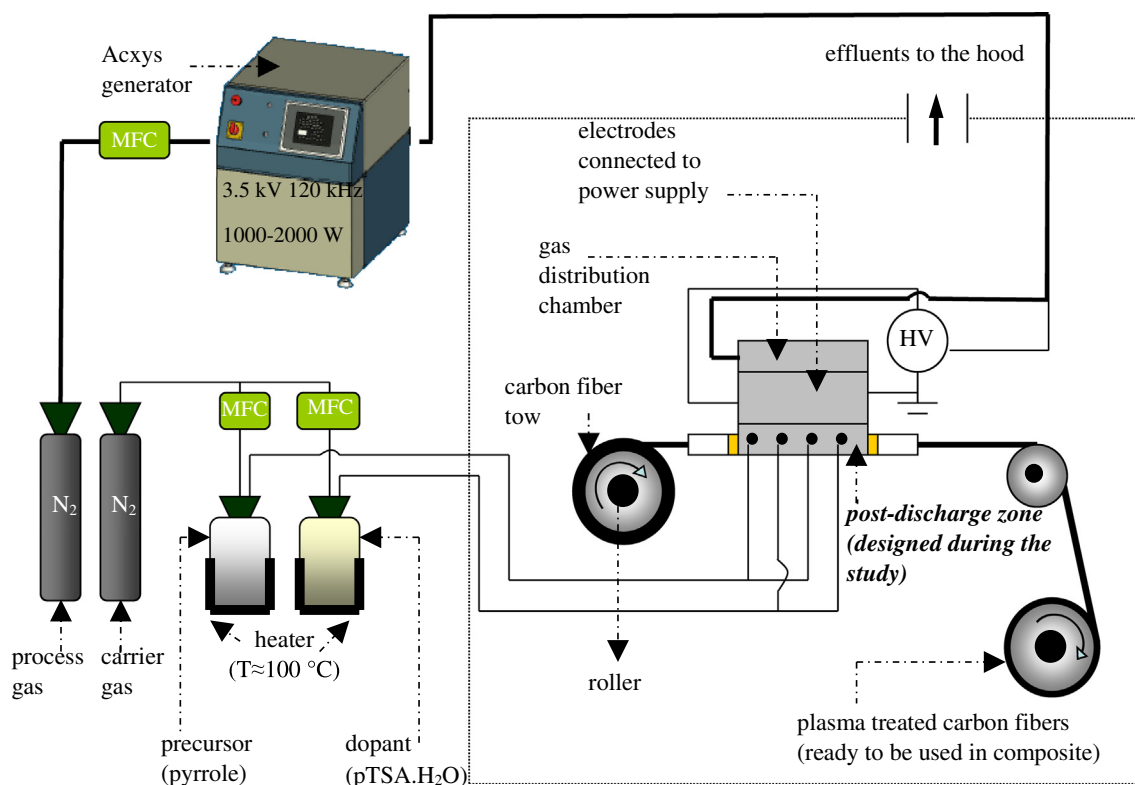 Acxys
generator
effluents to the hood
MFC
3.5 kV 120 kHz
1000-2000 W
electrodes
connected to
power supply
gas
distribution
chamber
HV
carbon fiber
tow
MFC
MFC
N2
N2
post-discharge zone
(designed during the
study)
process
gas
carrier
gas
heater
(T≈100 °C)
roller
precursor
(pyrrole)
dopant
(pTSA.H2O)
plasma treated carbon fibers
(ready to be used in composite)